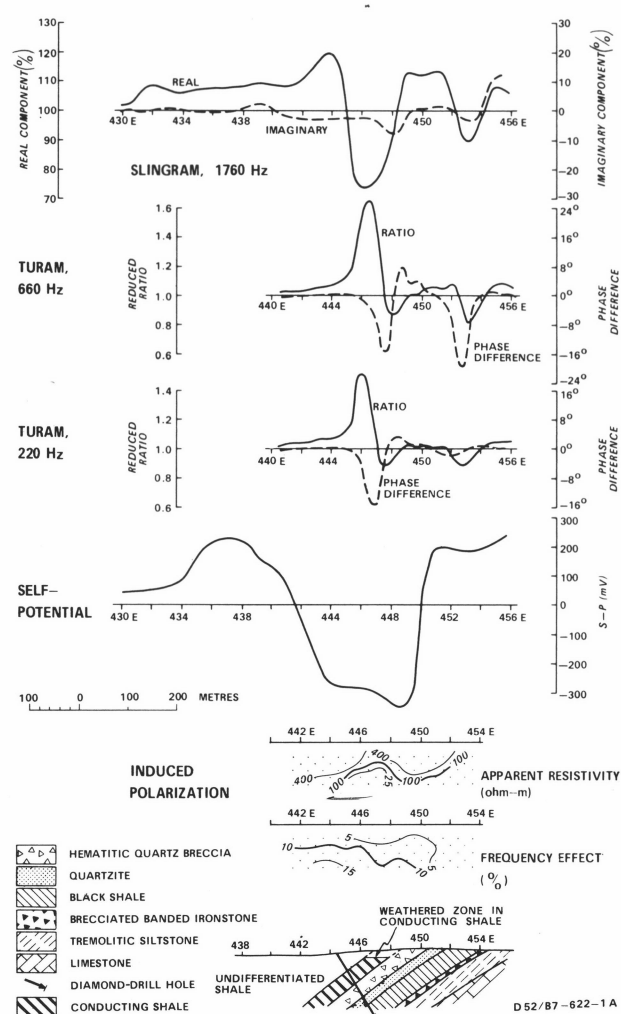 130
120
110
100
90
80
70
REAL COMPONENT(%)
30
20
10
0
-10
-20
-30
IMAGINARY COMPONENT(%)
REAL
IMAGINARY
430 E
434
438
450
456 E
SLINGRAM, 1760 Hz
TURAM,
660 Hz
REDUCED
RATIO
1.6
1.4
1.2
1.0
0.8
0.6
RATIO
PHASE
DIFFERENCE
440 E
444
450
456 E
24°
16°
8°
0°
-8°
-16°
-24°
PHASE
DIFFERENCE
TURAM,
220 Hz
REDUCED
RATIO
1.4
1.2
1.0
0.8
0.6
RATIO
PHASE
DIFFERENCE
440 E
444
450
456 E
16°
8°
0°
-8°
-16°
PHASE
DIFFERENCE
SELF-
POTENTIAL
300
200
100
0
-100
-200
-300
S-P (mV)
430 E
434
438
444
448
452
456 E
100 0 100 200 METRES
INDUCED
POLARIZATION
442 E 446 450 454 E
400
400
100
25
100
100
APPARENT RESISTIVITY
(ohm-m)
442 E 446 450 454 E
10
5
5
15
10
FREQUENCY EFFECT
(%)
HEMATITIC QUARTZ BRECCIA
QUARTZITE
BLACK SHALE
BRECCIATED BANDED IRONSTONE
TREMOLITIC SILTSTONE
LIMESTONE
DIAMOND-DRILL HOLE
CONDUCTING SHALE
WEATHERED ZONE IN
CONDUCTING SHALE
438 442 446 450 454 E
UNDIFFERENTIATED
SHALE
D 52/B7-622-1 A